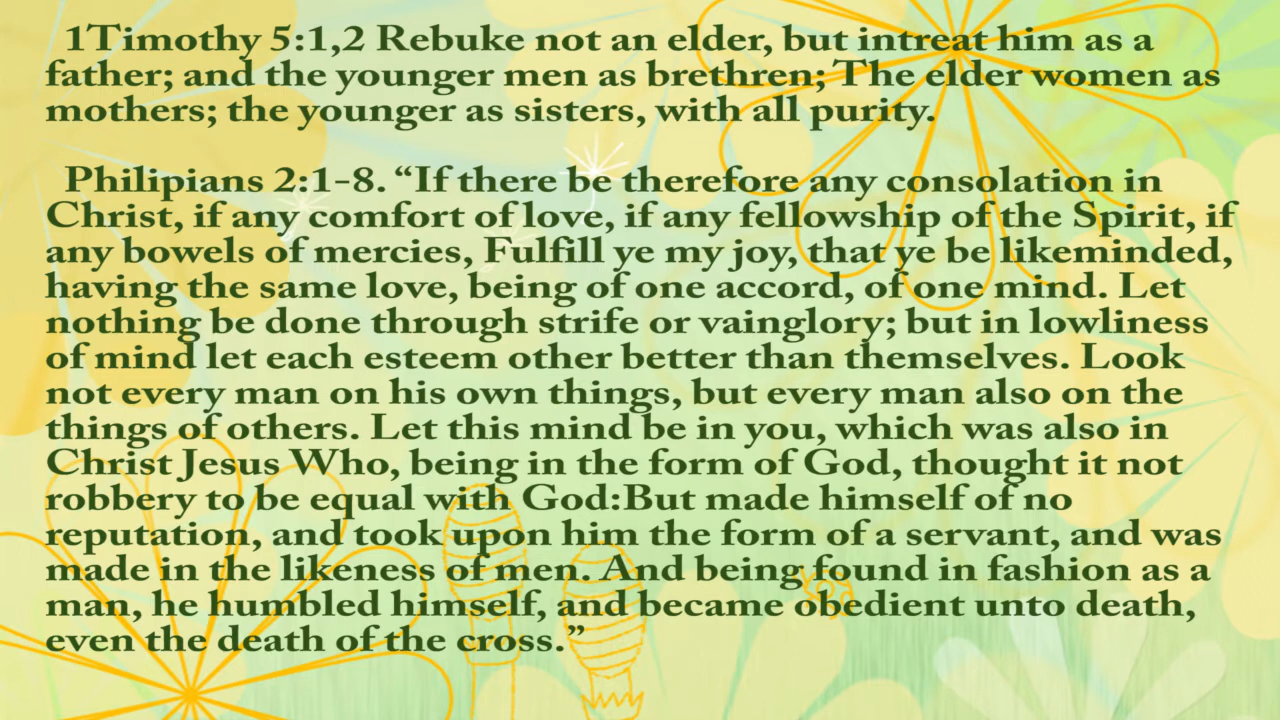 1Timothy 5:1,2 Rebuke not an elder, but intreat him as a
father; and the younger men as brethren; The elder women as
mothers; the younger as sisters, with all purity.
Philipians 2:1-8. “If there be therefore any consolation in
Christ, if any comfort of love, if any fellowship of the Spirit, if
any bowels of mercies, Fulfill ye my joy, that ye be likeminded,
having the same love, being of one accord, of one mind. Let
nothing be done through strife or vainglory; but in lowliness
of mind let each esteem other better than themselves. Look
not every man on his own things, but every man also on the
things of others. Let this mind be in you, which was also in
Christ Jesus Who, being in the form of God, thought it not
robbery to be equal with God:But made himself of no
reputation, and took upon him the form of a servant, and was
made in the likeness of men. And being found in fashion as a
man, he humbled himself, and became obedient unto death,
even the death of the cross.”